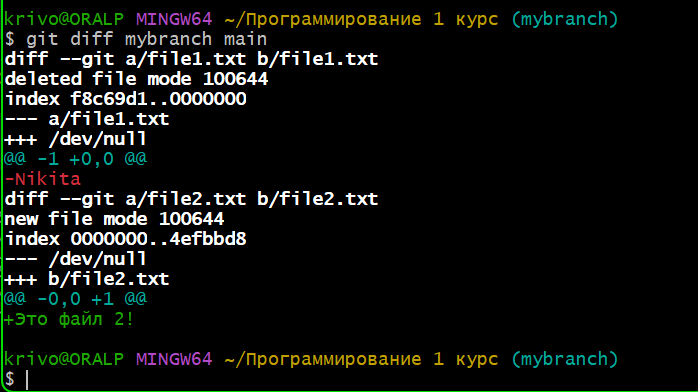 krivo@ORALP MINGW64 ~/Программирование 1 курс (mybranch)
$ git diff mybranch main
diff --git a/file1.txt b/file1.txt
deleted file mode 100644
index f8c69d1..0000000
--- a/file1.txt
+++ /dev/null
@@ -1 +0,0 @@
-Nikita
diff --git a/file2.txt b/file2.txt
new file mode 100644
index 0000000..4efbbd8
--- /dev/null
+++ b/file2.txt
@@ -0,0 +1 @@
+Это файл 2!
krivo@ORALP MINGW64 ~/Программирование 1 курс (mybranch)
$